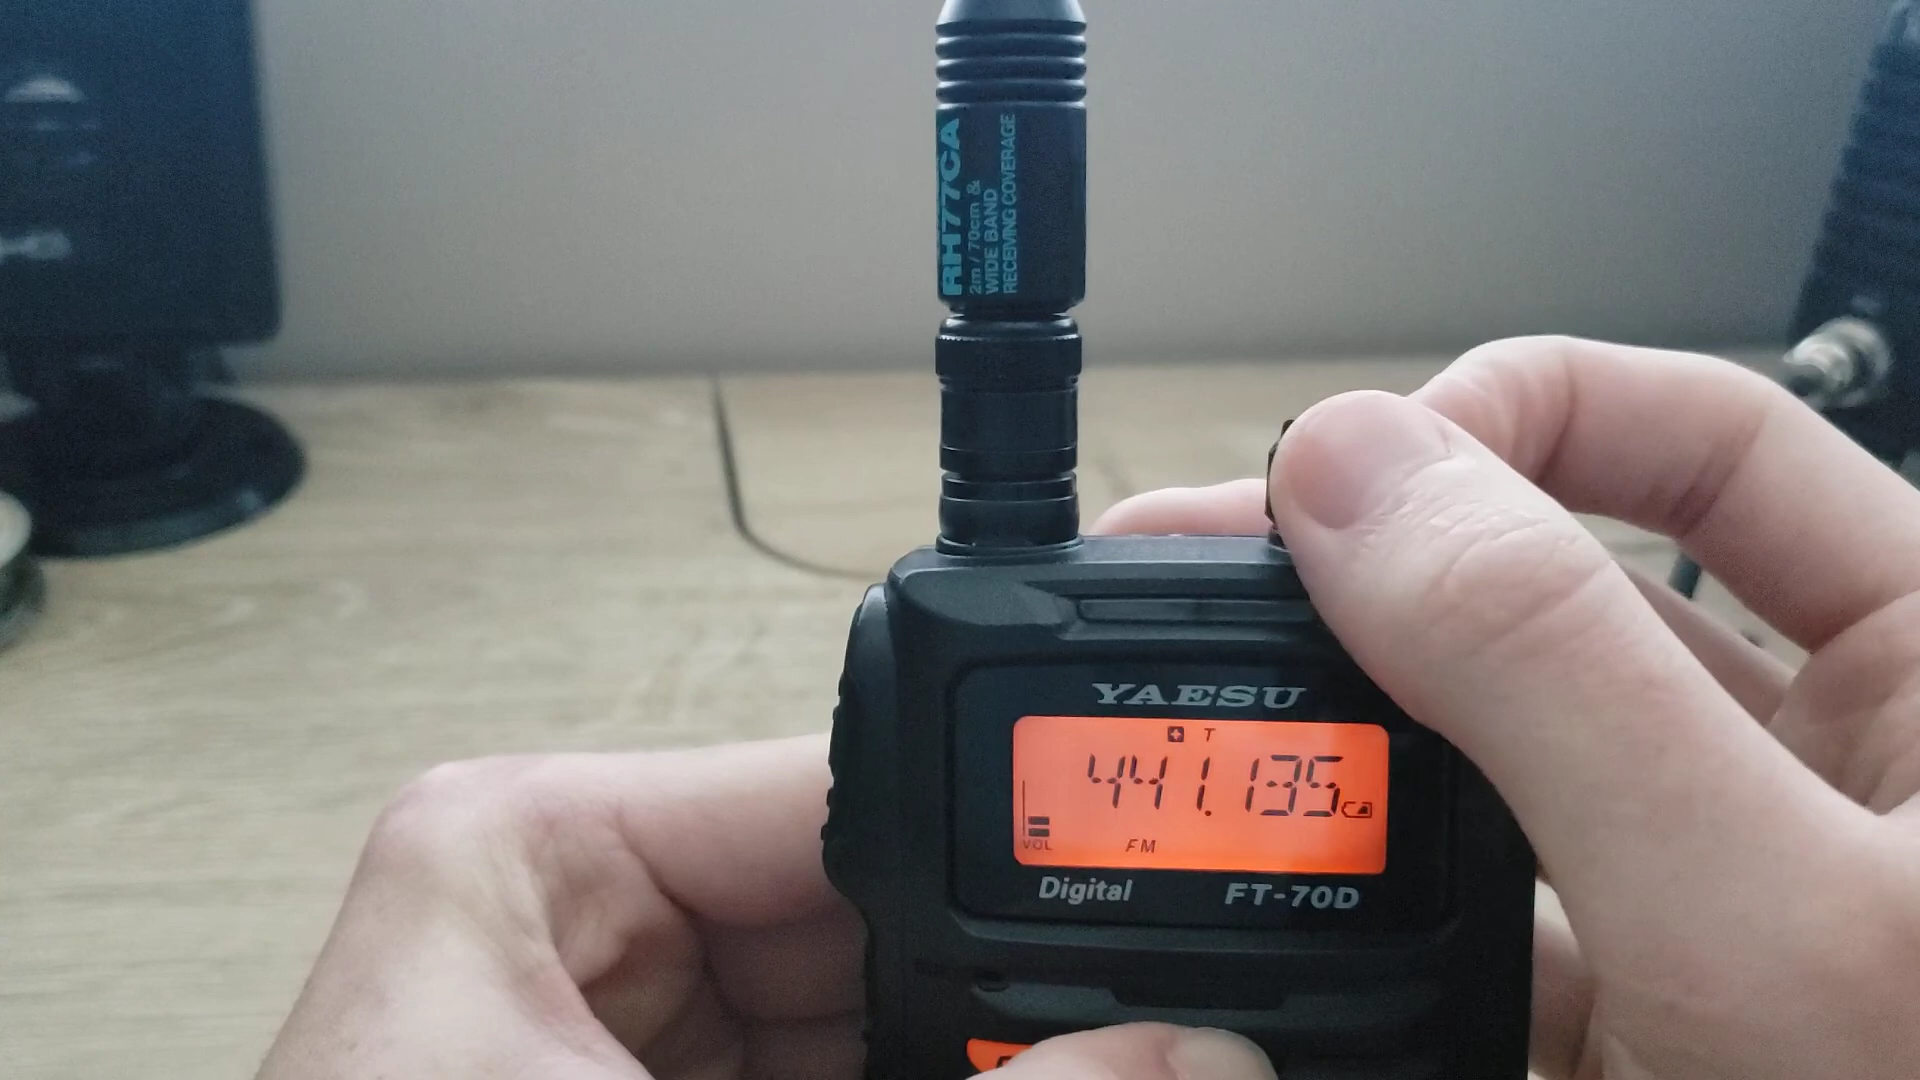 RH77CA
2m / 70cm &
WIDE BAND
RECEIVING COVERAGE
YAESU
T
441.135
VOL
FM
Digital FT-70D